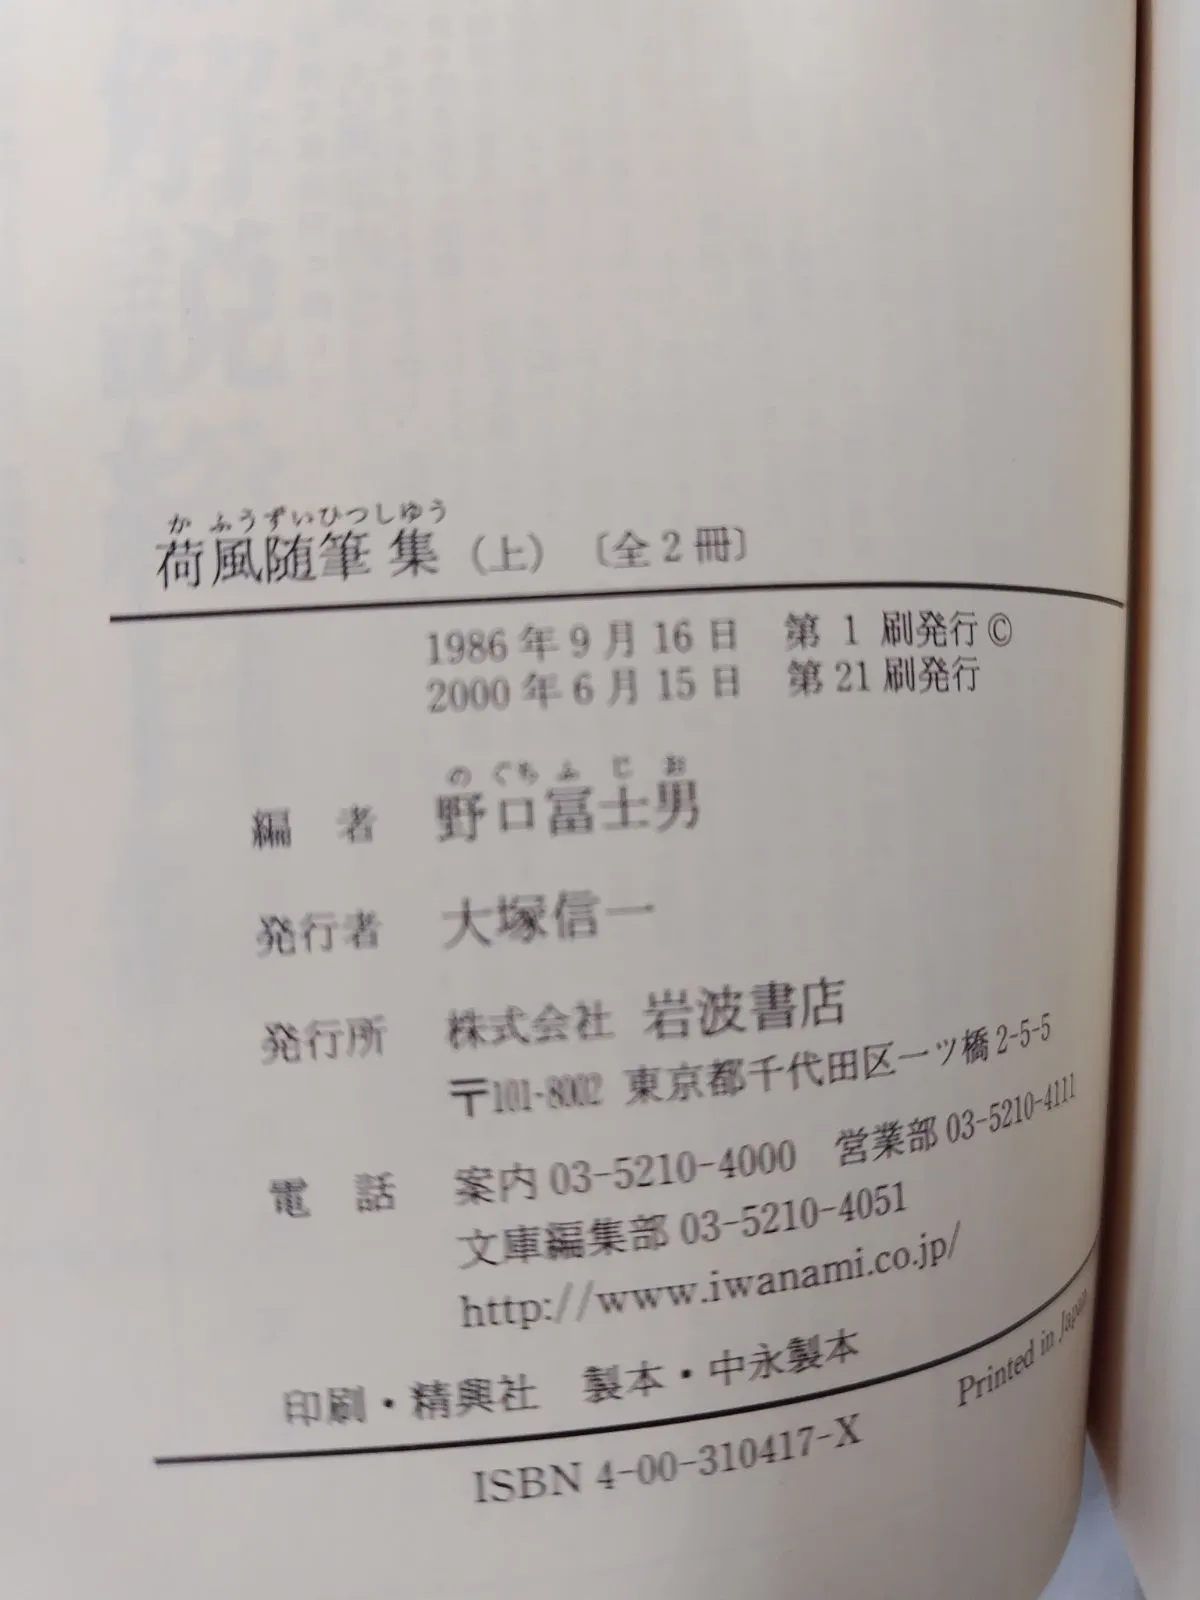 か ふうずいひつしゆう
荷風随筆集（上）〔全2冊〕
1986年9月16日 第1刷発行©
2000年6月15日 第21刷発行
の ぐち ふ じ お
編者 野口冨士男
発行者 大塚信一
発行所 株式会社 岩波書店
〒101-8002 東京都千代田区一ツ橋2-5-5
電話 案内 03-5210-4000 営業部 03-5210-4111
文庫編集部 03-5210-4051
http://www.iwanami.co.jp/
印刷・精興社 製本・中永製本
ISBN 4-00-310417-X Printed in Japan